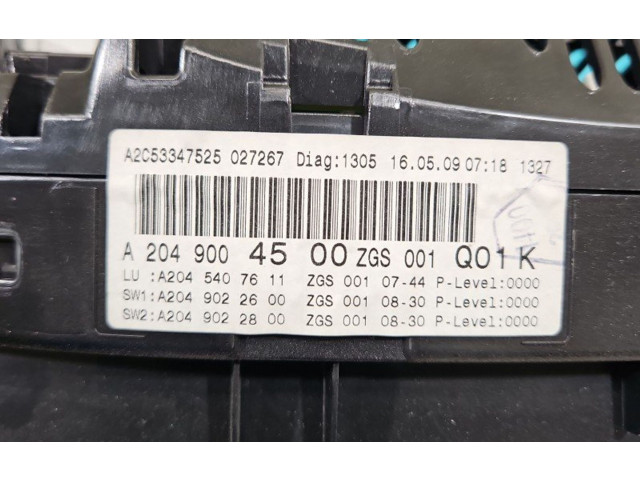 A2C53347525 027267 Diag:1305 16.05.09 07:18 1327
A 204 900 45 00 ZGS 001 Q01K
LU :A204 540 76 11 ZGS 001 07-44 P-Level:0000
SW1:A204 902 26 00 ZGS 001 08-30 P-Level:0000
SW2:A204 902 28 00 ZGS 001 08-30 P-Level:0000